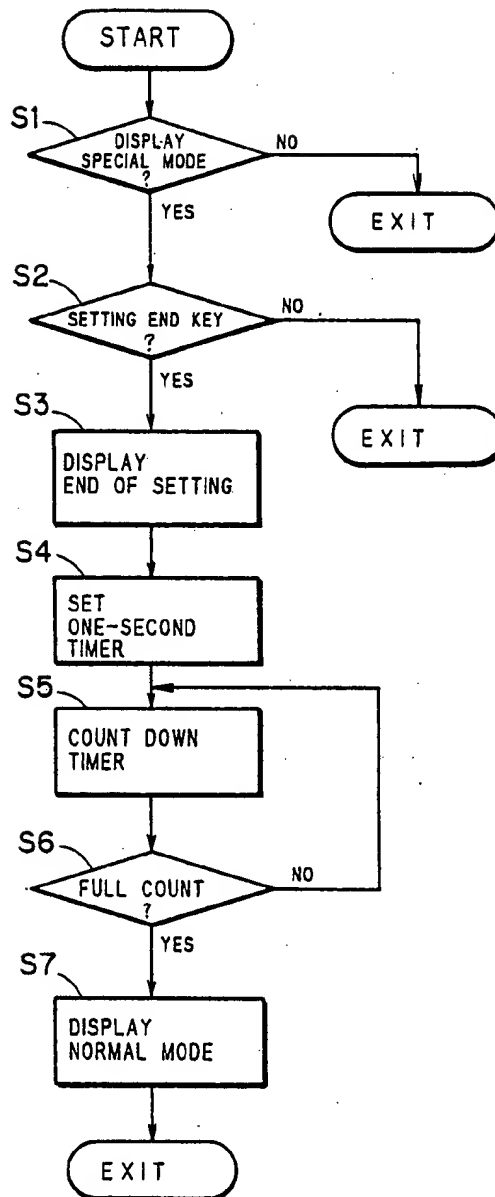 START
S1
DISPLAY
SPECIAL MODE
?
NO
EXIT
YES
S2
SETTING END KEY
?
NO
EXIT
YES
S3
DISPLAY
END OF SETTING
S4
SET
ONE-SECOND
TIMER
S5
COUNT DOWN
TIMER
S6
FULL COUNT
?
NO
YES
S7
DISPLAY
NORMAL MODE
EXIT